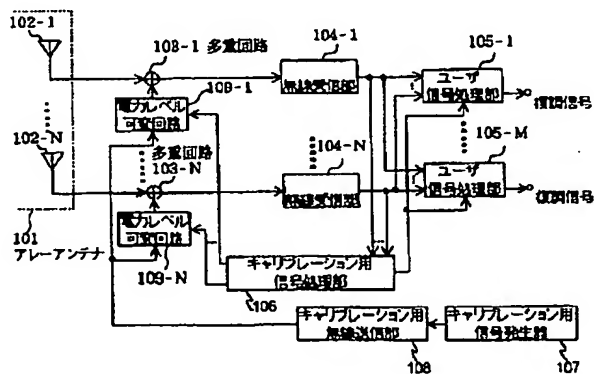 102-1
103-1 多重回路
104-1
無線受信部
105-1
ユーザ
信号処理部
復調信号
電力レベル
可変回路
109-1
102-N
多重回路
103-N
104-N
無線受信部
105-M
ユーザ
信号処理部
復調信号
101
アレーアンテナ
電力レベル
可変回路
109-N
キャリブレーション用
信号処理部
106
キャリブレーション用
無線送信部
108
キャリブレーション用
信号発生器
107